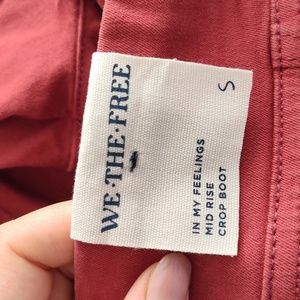 WE·THE·FREE
IN MY FEELINGS
MID RISE
CROP BOOT
S